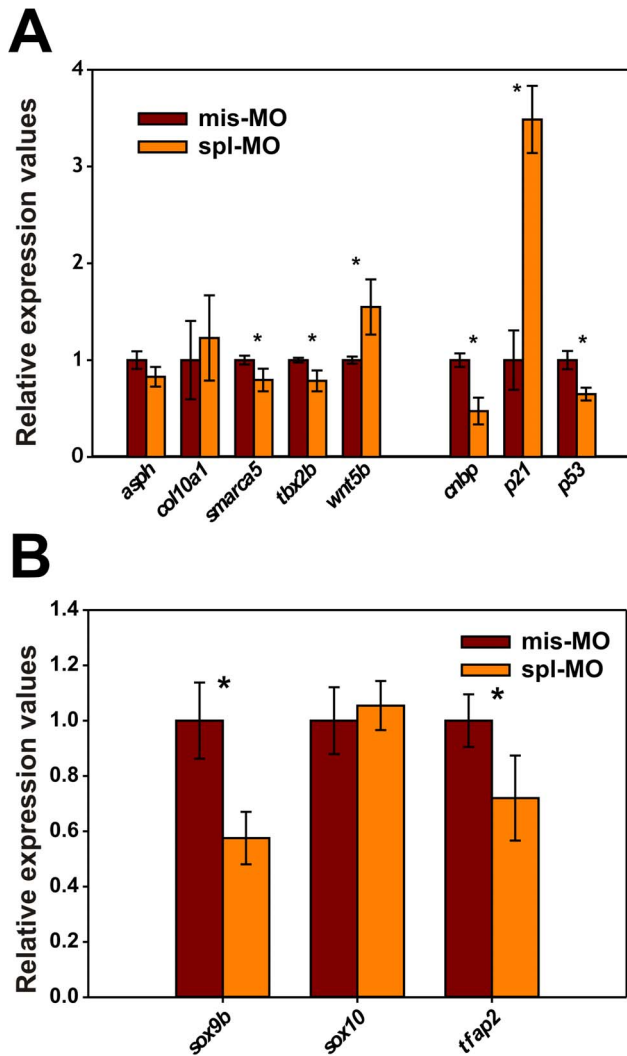 A
Relative expression values
4
3
2
1
0
mis-MO
spl-MO
*
*
*
*
*
*
asph
col10a1
smarca5
tbx2b
wnt5b
cnbp
p21
p53
B
Relative expression values
1.4
1.2
1.0
0.8
0.6
0.4
0.2
0.0
mis-MO
spl-MO
*
*
sox9b
sox10
tfap2